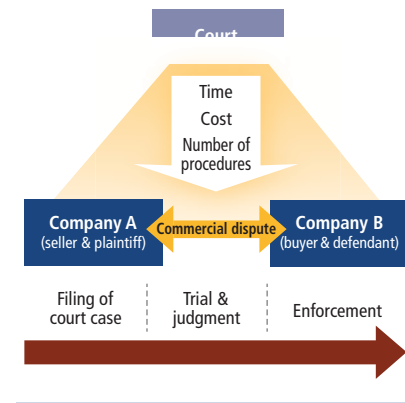 Court
Time
Cost
Number of
procedures
Company A
(seller & plaintiff)
Commercial dispute
Company B
(buyer & defendant)
Filing of
court case
Trial &
judgment
Enforcement